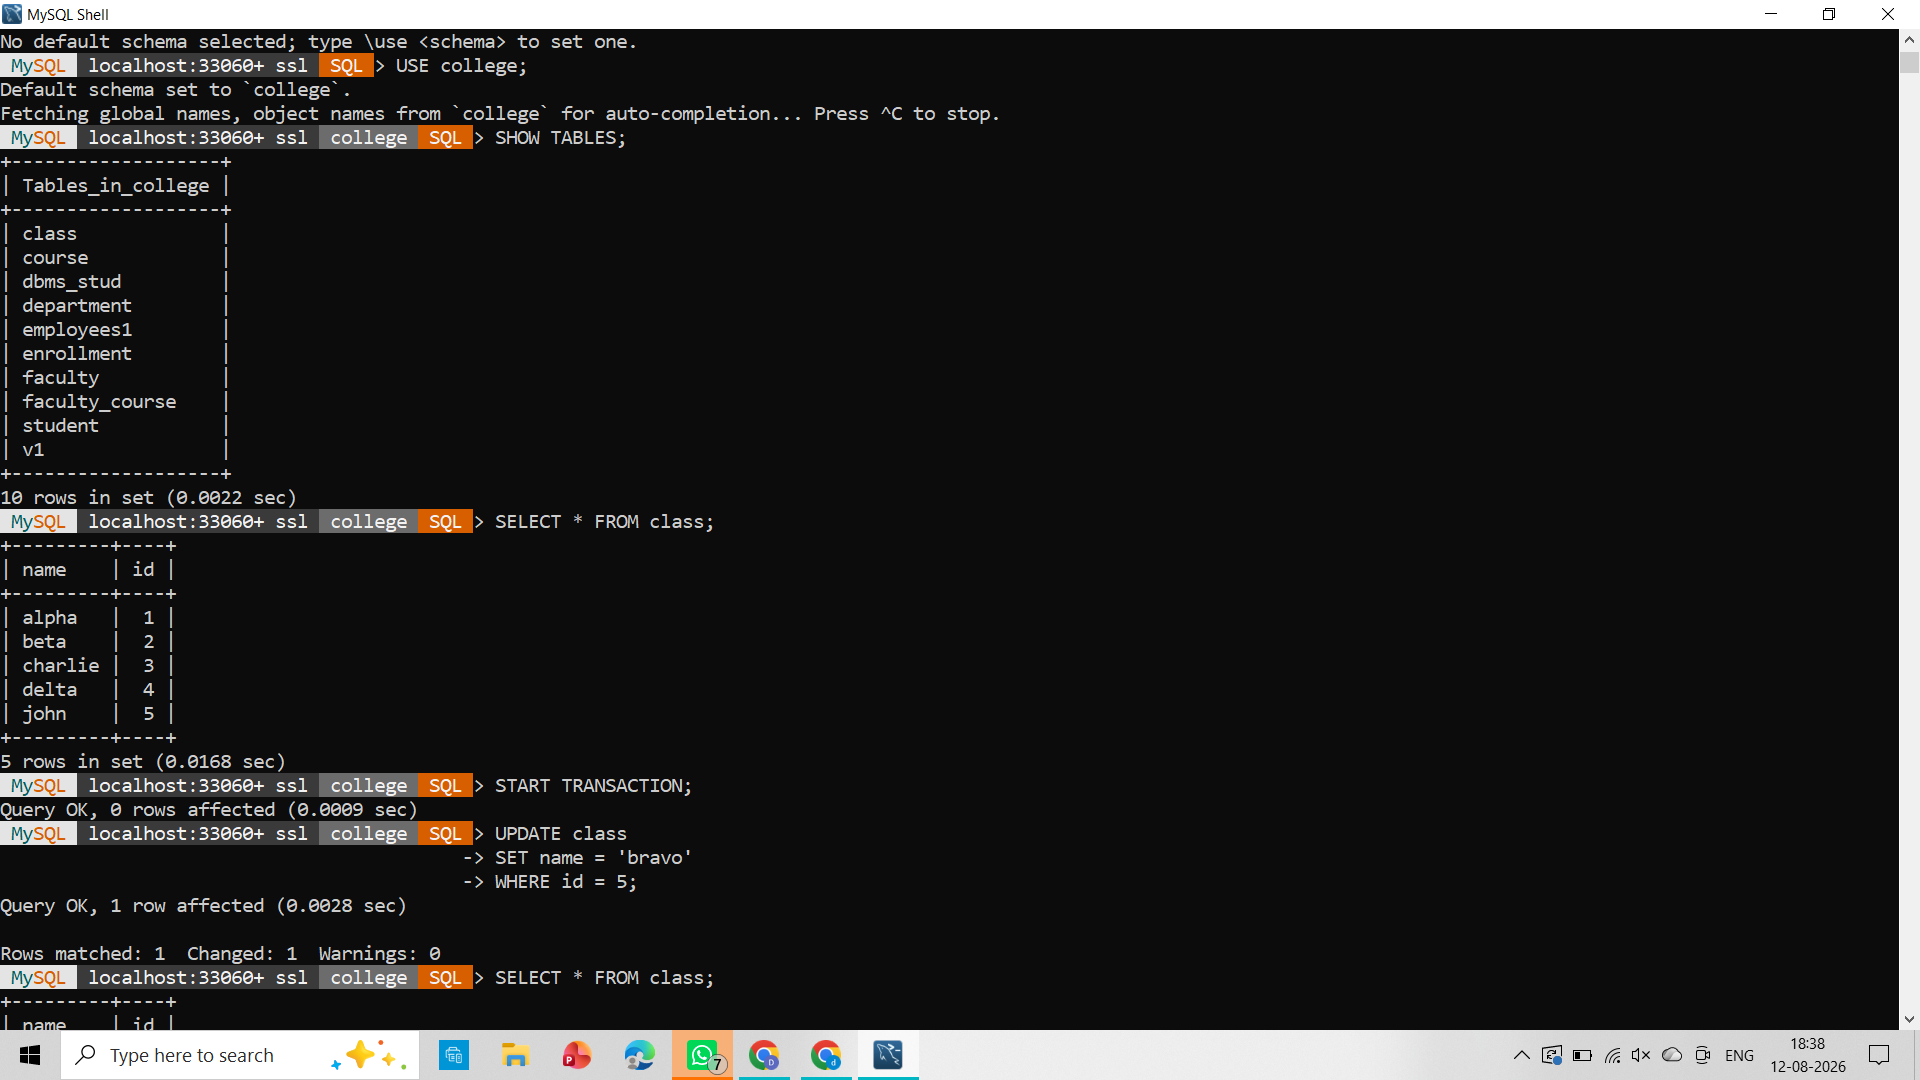 MySQL Shell
No default schema selected; type \use <schema> to set one.
MySQL localhost:33060+ ssl SQL > USE college;
Default schema set to `college`.
Fetching global names, object names from `college` for auto-completion... Press ^C to stop.
MySQL localhost:33060+ ssl college SQL > SHOW TABLES;
+-------------------+
| Tables_in_college |
+-------------------+
| class             |
| course            |
| dbms_stud         |
| department        |
| employees1        |
| enrollment        |
| faculty           |
| faculty_course    |
| student           |
| v1                |
+-------------------+
10 rows in set (0.0022 sec)
MySQL localhost:33060+ ssl college SQL > SELECT * FROM class;
+---------+----+
| name    | id |
+---------+----+
| alpha   |  1 |
| beta    |  2 |
| charlie |  3 |
| delta   |  4 |
| john    |  5 |
+---------+----+
5 rows in set (0.0168 sec)
MySQL localhost:33060+ ssl college SQL > START TRANSACTION;
Query OK, 0 rows affected (0.0009 sec)
MySQL localhost:33060+ ssl college SQL > UPDATE class
-> SET name = 'bravo'
-> WHERE id = 5;
Query OK, 1 row affected (0.0028 sec)
Rows matched: 1  Changed: 1  Warnings: 0
MySQL localhost:33060+ ssl college SQL > SELECT * FROM class;
+---------+----+
| name    | id |
Type here to search
7
ENG
18:38
12-08-2026